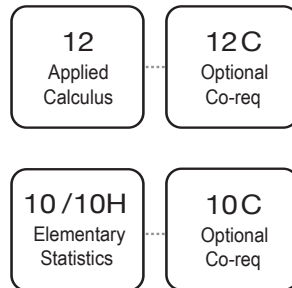 12
Applied
Calculus
12C
Optional
Co-req
10/10H
Elementary
Statistics
10C
Optional
Co-req